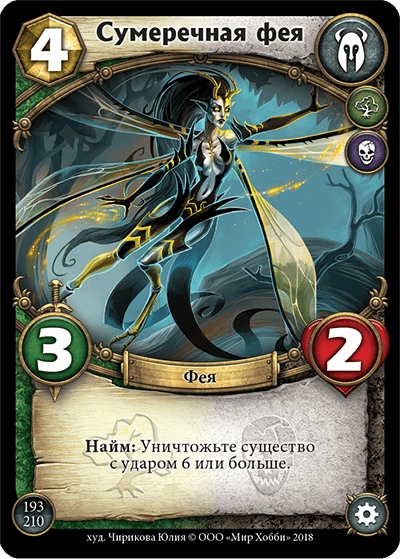 4
Сумеречная фея
3
2
Фея
Найм: Уничтожьте существо
с ударом 6 или больше.
193
210
худ. Чирикова Юлия © ООО «Мир Хобби» 2018